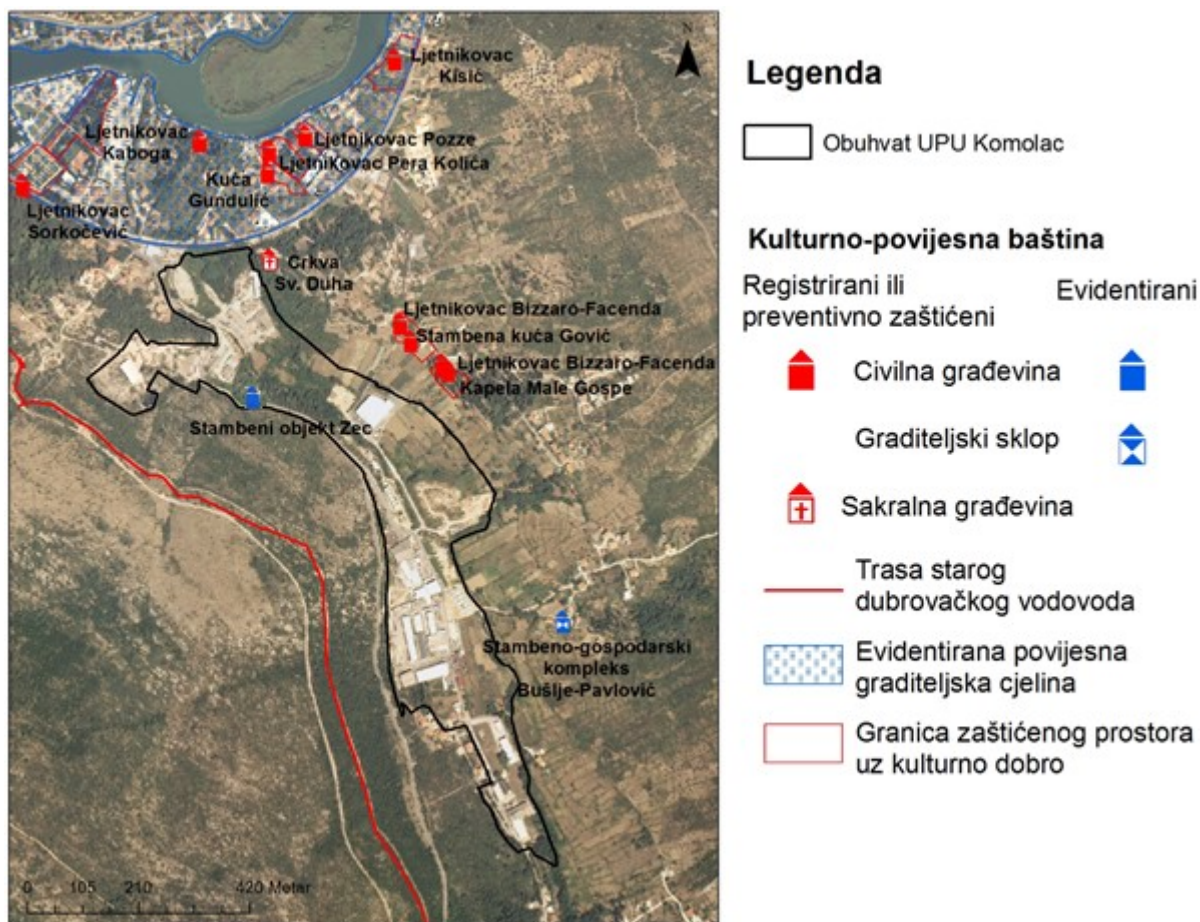 N
Ljetnikovac
Kisić
Ljetnikovac
Kaboga
Ljetnikovac Pozze
Ljetnikovac Pera Kolića
Kuća
Gundulić
Ljetnikovac
Sorkočević
Crkva
Sv. Duha
Ljetnikovac Bizzaro-Facenda
Stambena kuća Gović
Ljetnikovac Bizzaro-Facenda
Kapela Male Gospe
Stambeni objekt Zec
Stambeno-gospodarski
kompleks
Bušlje-Pavlović
0 105 210 420 Metar
Legenda
Obuhvat UPU Komolac
Kulturno-povijesna baština
Registrirani ili
preventivno zaštićeni
Evidentirani
Civilna građevina
Graditeljski sklop
Sakralna građevina
Trasa starog
dubrovačkog vodovoda
Evidentirana povijesna
graditeljska cjelina
Granica zaštićenog prostora
uz kulturno dobro